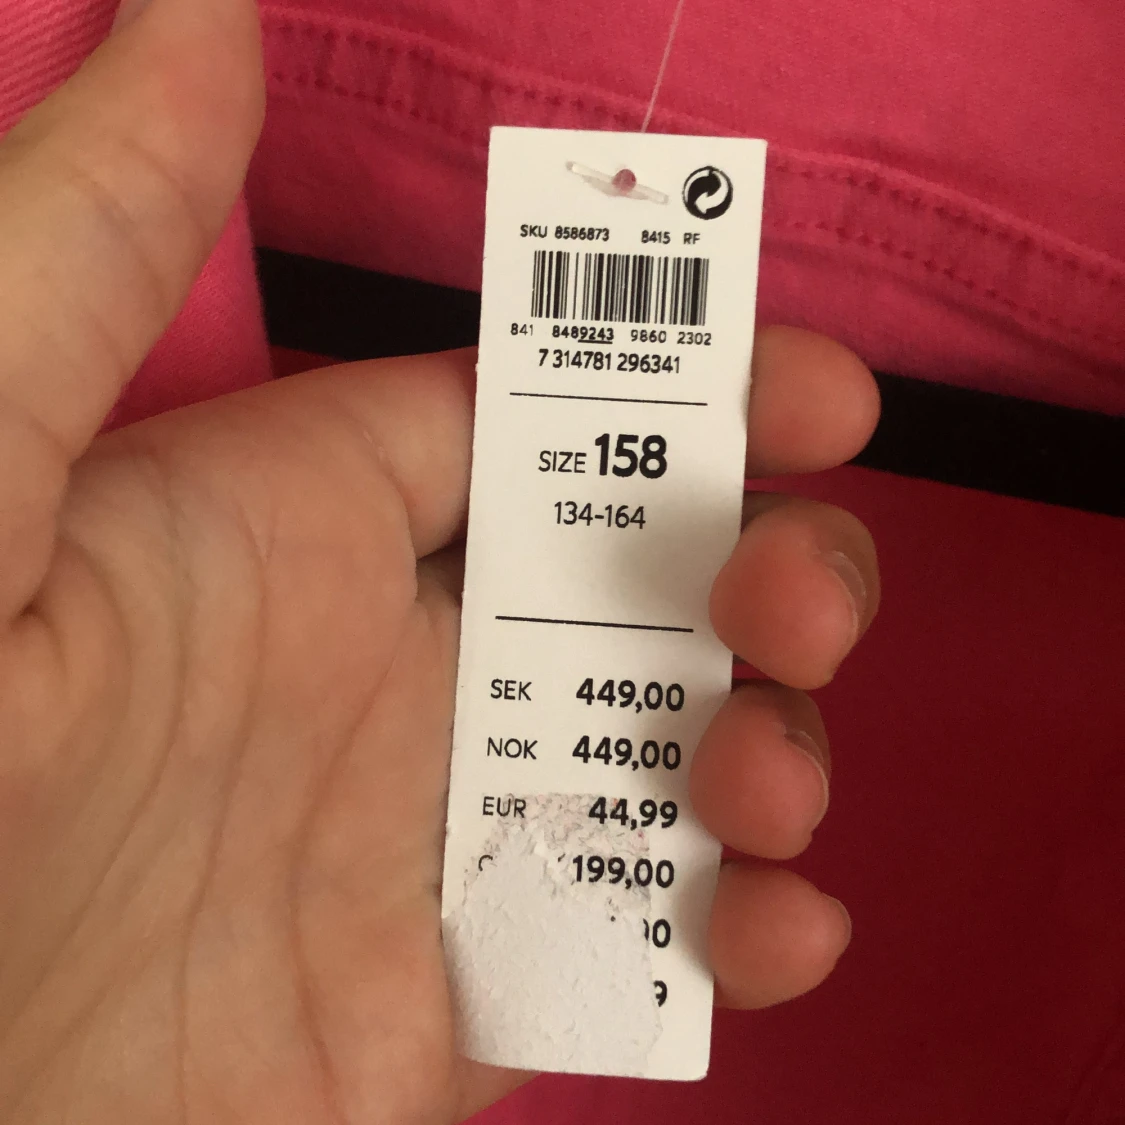 SKU 8586873 8415 RF
841 8489243 9860 2302
7 314781 296341
SIZE 158
134-164
SEK 449,00
NOK 449,00
EUR 44,99
199,00